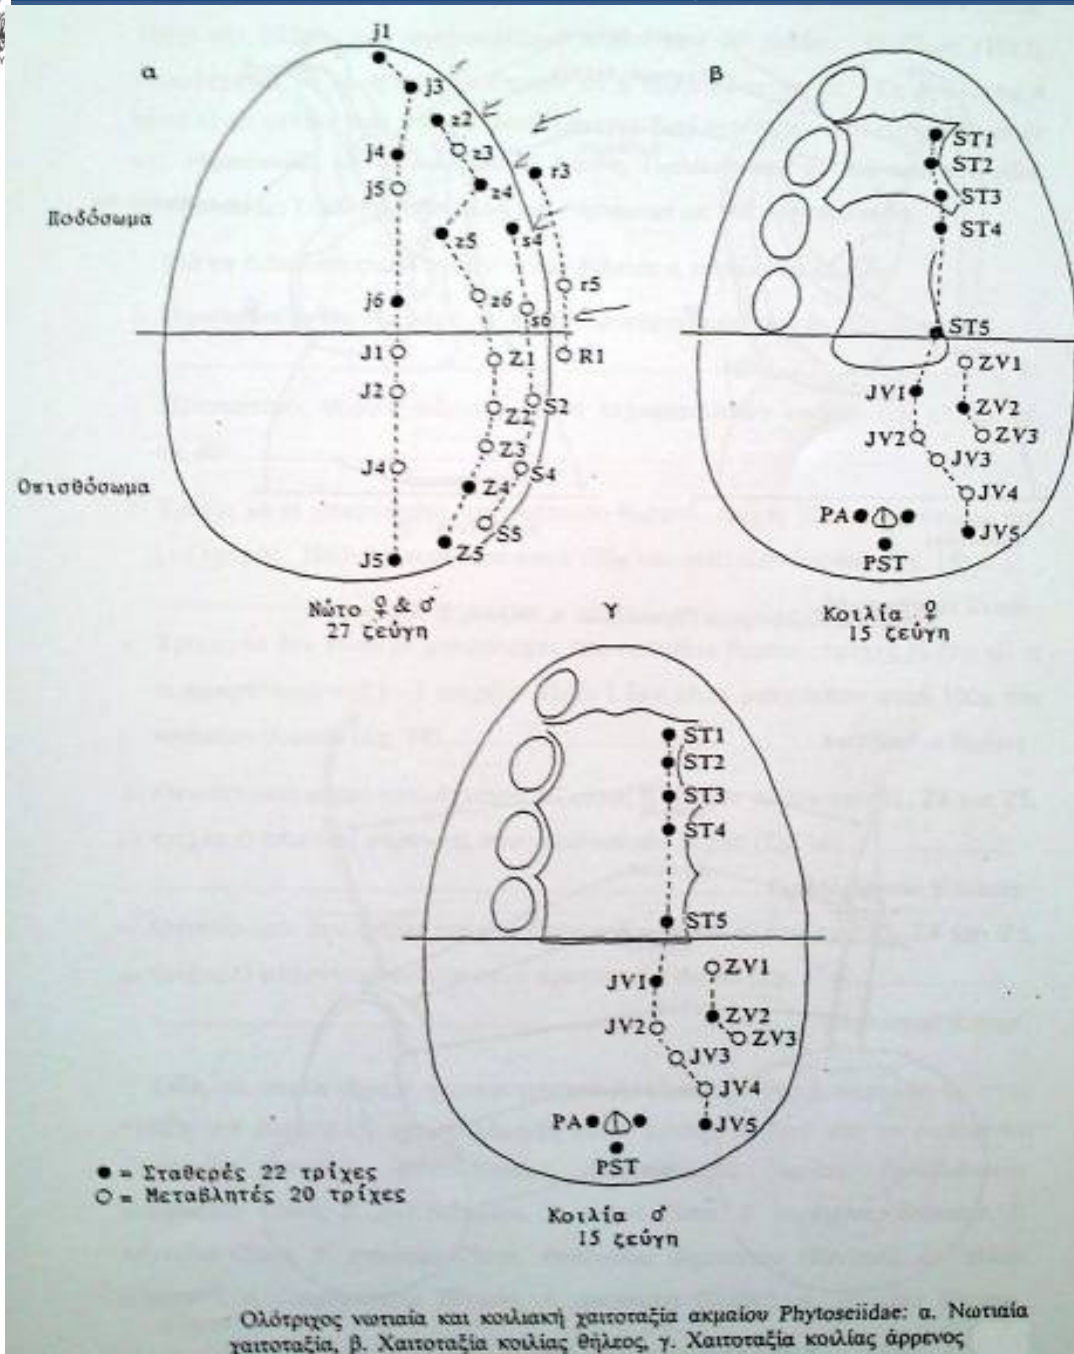 α
j1
j3
z2
z3
j4
j5
z4
r3
Ποδόσωμα
z5
s4
j6
z6
r5
s6
J1
Z1
R1
J2
Z2
S2
Z3
J4
S4
Οπισθόσωμα
Z4
S5
J5
Z5
Νώτο ♀ & ♂
27 ζεύγη
β
ST1
ST2
ST3
ST4
ST5
ZV1
JV1
ZV2
JV2
ZV3
JV3
JV4
PA
JV5
PST
Κοιλία ♀
15 ζεύγη
γ
ST1
ST2
ST3
ST4
ST5
ZV1
JV1
ZV2
JV2
ZV3
JV3
JV4
PA
JV5
PST
● = Σταθερές 22 τρίχες
○ = Μεταβλητές 20 τρίχες
Κοιλία ♂
15 ζεύγη
Ολότριχος νωτιαία και κοιλιακή χαιτοταξία ακμαίου Phytoseiidae: α. Νωτιαία
χαιτοταξία, β. Χαιτοταξία κοιλίας θήλεος, γ. Χαιτοταξία κοιλίας άρρενος